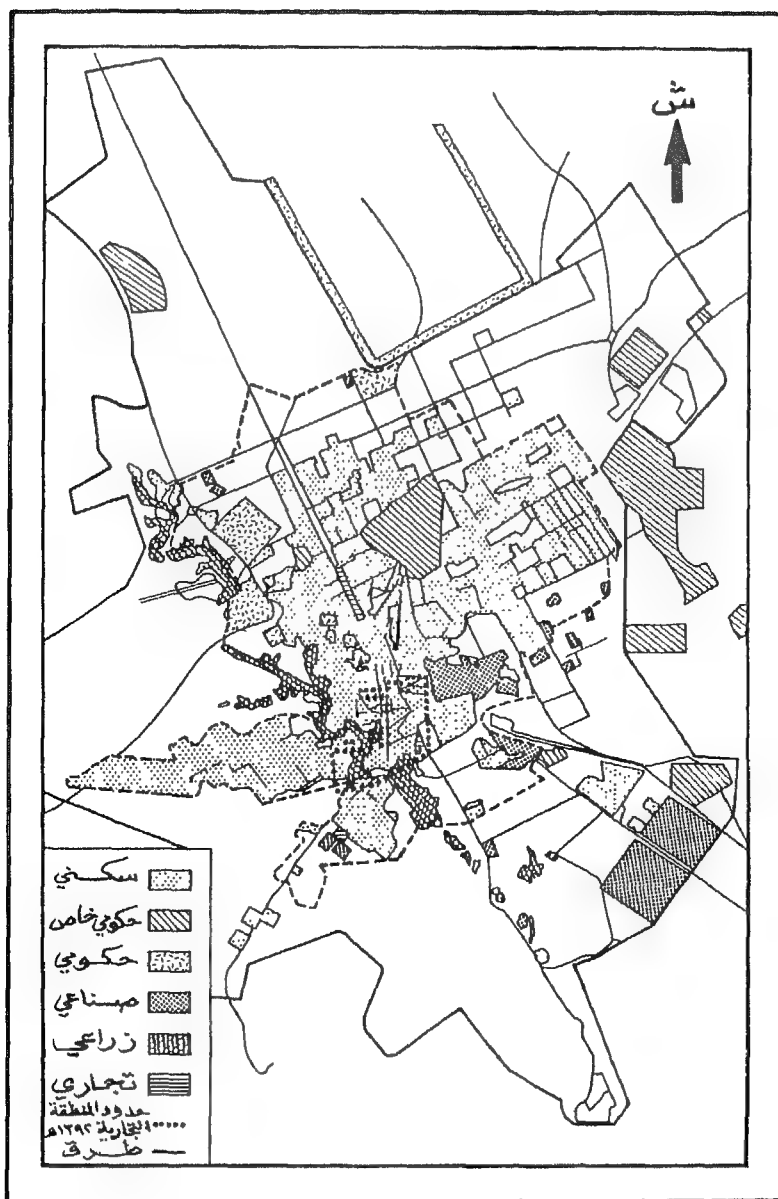 ش
سكني
حكومي خاص
حكومي
صناعي
زراعي
تجاري
حدود المنطقة
التجارية ١٣٩٢هـ
طرق